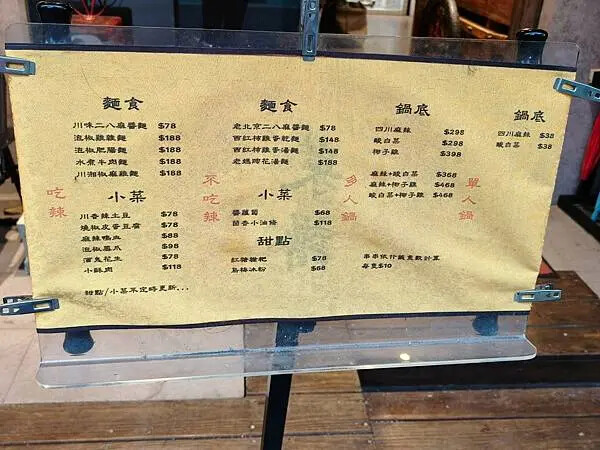 吃辣
麵食
川味二八麻醬麵 $78
泡椒雞雜麵 $188
泡椒肥腸麵 $188
水煮牛肉麵 $188
川湘椒麻雞麵 $188
小菜
川香辣土豆 $78
燒椒皮蛋豆腐 $78
麻辣鴨血 $88
泡椒鳳爪 $98
酒鬼花生 $78
小酥肉 $118
甜點/小菜不定時更新...
不吃辣
麵食
老北京二八麻醬麵 $78
西紅柿雞蛋乾麵 $148
西紅柿雞蛋湯麵 $148
老媽蹄花湯麵 $188
小菜
醬蘿蔔 $68
茴香小油條 $118
甜點
紅糖糍粑 $78
烏梅冰粉 $68
多人鍋
鍋底
四川麻辣 $298
酸白菜 $298
椰子雞 $398
麻辣+酸白菜 $368
麻辣+椰子雞 $468
酸白菜+椰子雞 $468
串串依竹籤支數計算
每支$10
單人鍋
鍋底
四川麻辣 $38
酸白菜 $38